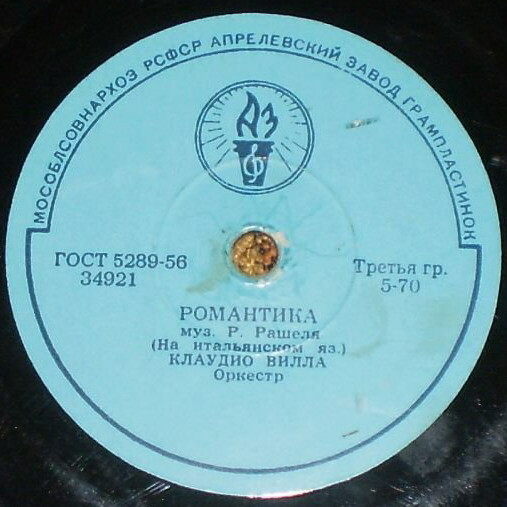 МОСОБЛСОВНАРХОЗ РСФСР АПРЕЛЕВСКИЙ ЗАВОД ГРАМПЛАСТИНОК
АЗ
ГОСТ 5289-56
34921
Третья гр.
5-70
РОМАНТИКА
муз. Р. Рашеля
(На итальянском яз.)
КЛАУДИО ВИЛЛА
Оркестр